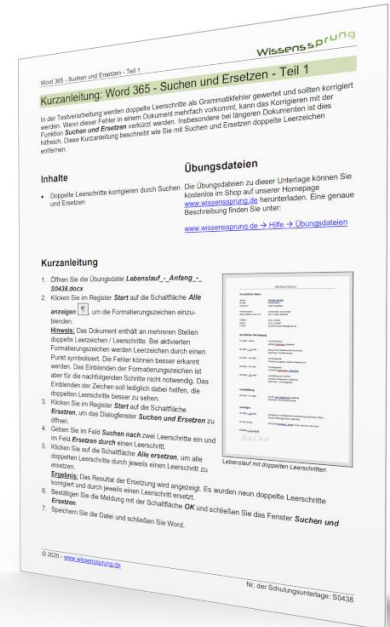 Wissenssprung
Word 365 - Suchen und Ersetzen - Teil 1
Kurzanleitung: Word 365 - Suchen und Ersetzen - Teil 1
In der Textverarbeitung werden doppelte Leerschritte als Grammatikfehler gewertet und sollten korrigiert
werden. Wenn dieser Fehler in einem Dokument mehrfach vorkommt, kann das Korrigieren mit der
Funktion Suchen und Ersetzen verkürzt werden. Insbesondere bei längeren Dokumenten ist dies
hilfreich. Diese Kurzanleitung beschreibt wie Sie mit Suchen und Ersetzen doppelte Leerzeichen
entfernen.
Inhalte
• Doppelte Leerschritte korrigieren durch Suchen
und Ersetzen
Übungsdateien
Die Übungsdateien zu dieser Unterlage können Sie
kostenlos im Shop auf unserer Homepage
www.wissenssprung.de herunterladen. Eine genaue
Beschreibung finden Sie unter:
www.wissenssprung.de → Hilfe → Übungsdateien
Kurzanleitung
1. Öffnen Sie die Übungsdatei Lebenslauf_-_Anfang_-_
S0438.docx
2. Klicken Sie im Register Start auf die Schaltfläche Alle
anzeigen ¶, um die Formatierungszeichen einzu-
blenden.
Hinweis: Das Dokument enthält an mehreren Stellen
doppelte Leerzeichen / Leerschritte. Bei aktivierten
Formatierungszeichen werden Leerzeichen durch einen
Punkt symbolisiert. Die Fehler können besser erkannt
werden. Das Einblenden der Formatierungszeichen ist
aber für die nachfolgenden Schritte nicht notwendig. Das
Einblenden der Zeichen soll lediglich dabei helfen, die
doppelten Leerschritte besser zu sehen.
3. Klicken Sie im Register Start auf die Schaltfläche
Ersetzen, um das Dialogfenster Suchen und Ersetzen zu
öffnen.
4. Geben Sie im Feld Suchen nach zwei Leerschritte ein und
im Feld Ersetzen durch einen Leerschritt.
5. Klicken Sie auf die Schaltfläche Alle ersetzen, um alle
doppelten Leerschritte durch jeweils einen Leerschritt zu
ersetzen.
Ergebnis: Das Resultat der Ersetzung wird angezeigt. Es wurden neun doppelte Leerschritte
korrigiert und durch jeweils einen Leerschritt ersetzt.
6. Bestätigen Sie die Meldung mit der Schaltfläche OK und schließen Sie das Fenster Suchen und
Ersetzen.
7. Speichern Sie die Datei und schließen Sie Word.
Lebenslauf mit doppelten Leerschritten
© 2020 - www.wissenssprung.de
Nr. der Schulungsunterlage: S0438